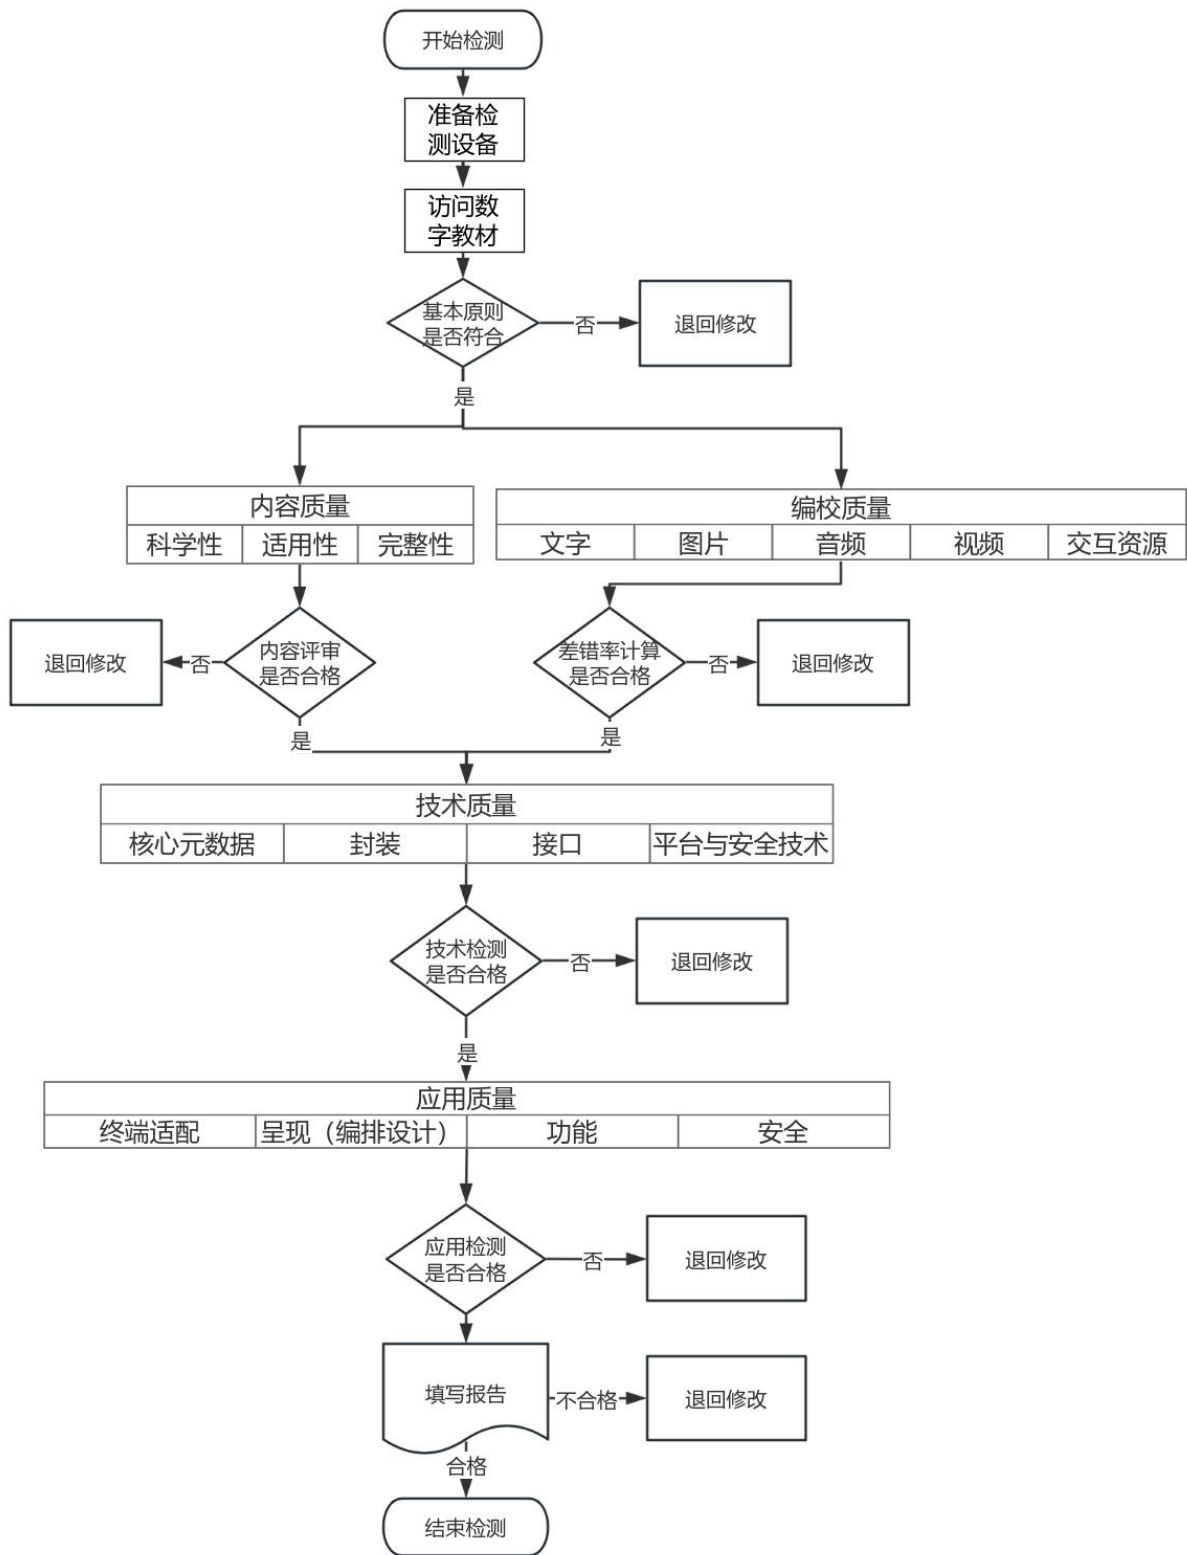 开始检测
准备检
测设备
访问数
字教材
基本原则
是否符合
否
退回修改
是
内容质量
科学性
适用性
完整性
编校质量
文字
图片
音频
视频
交互资源
退回修改
否
内容评审
是否合格
差错率计算
是否合格
否
退回修改
是
是
技术质量
核心元数据
封装
接口
平台与安全技术
技术检测
是否合格
否
退回修改
是
应用质量
终端适配
呈现（编排设计）
功能
安全
应用检测
是否合格
否
退回修改
填写报告
不合格
退回修改
合格
结束检测